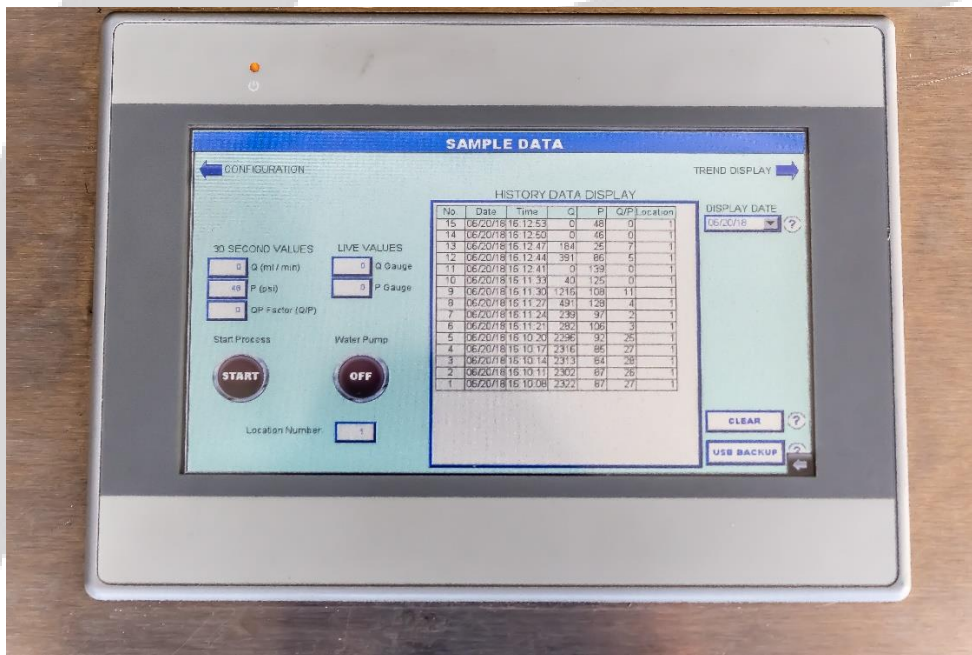 SAMPLE DATA
CONFIGURATION
TREND DISPLAY
HISTORY DATA DISPLAY
DISPLAY DATE
06/20/18
?
No. Date Time Q P Q/P Location
15 06/20/18 16:12:53 0 48 0 1
14 06/20/18 16:12:50 0 46 0 1
13 06/20/18 16:12:47 184 25 7 1
12 06/20/18 16:12:44 391 86 5 1
11 06/20/18 16:12:41 0 139 0 1
10 06/20/18 16:11:33 40 125 0 1
9 06/20/18 16:11:30 1216 108 11 1
8 06/20/18 16:11:27 491 128 4 1
7 06/20/18 16:11:24 239 97 2 1
6 06/20/18 16:11:21 282 106 3 1
5 06/20/18 16:10:20 2296 92 25 1
4 06/20/18 16:10:17 2316 85 27 1
3 06/20/18 16:10:14 2313 84 28 1
2 06/20/18 16:10:11 2302 87 26 1
1 06/20/18 16:10:08 2322 87 27 1
30 SECOND VALUES
0 Q (ml / min)
48 P (psi)
0 QP Factor (Q/P)
LIVE VALUES
0 Q Gauge
0 P Gauge
Start Process
START
Water Pump
OFF
Location Number
1
CLEAR
?
USB BACKUP
?